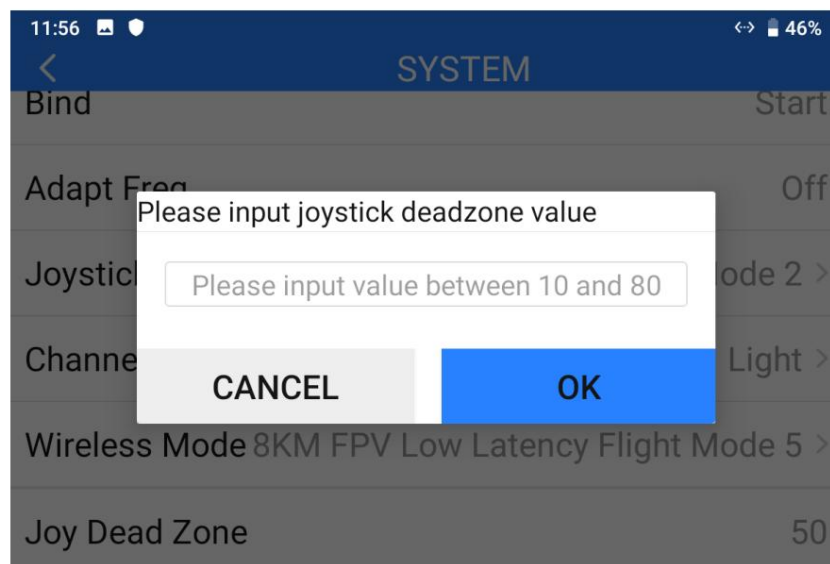 11:56 46%
SYSTEM
Bind Start
Adapt Freq Off
Please input joystick deadzone value
Joystic ode 2
Please input value between 10 and 80
Channe Light
CANCEL OK
Wireless Mode 8KM FPV Low Latency Flight Mode 5
Joy Dead Zone 50